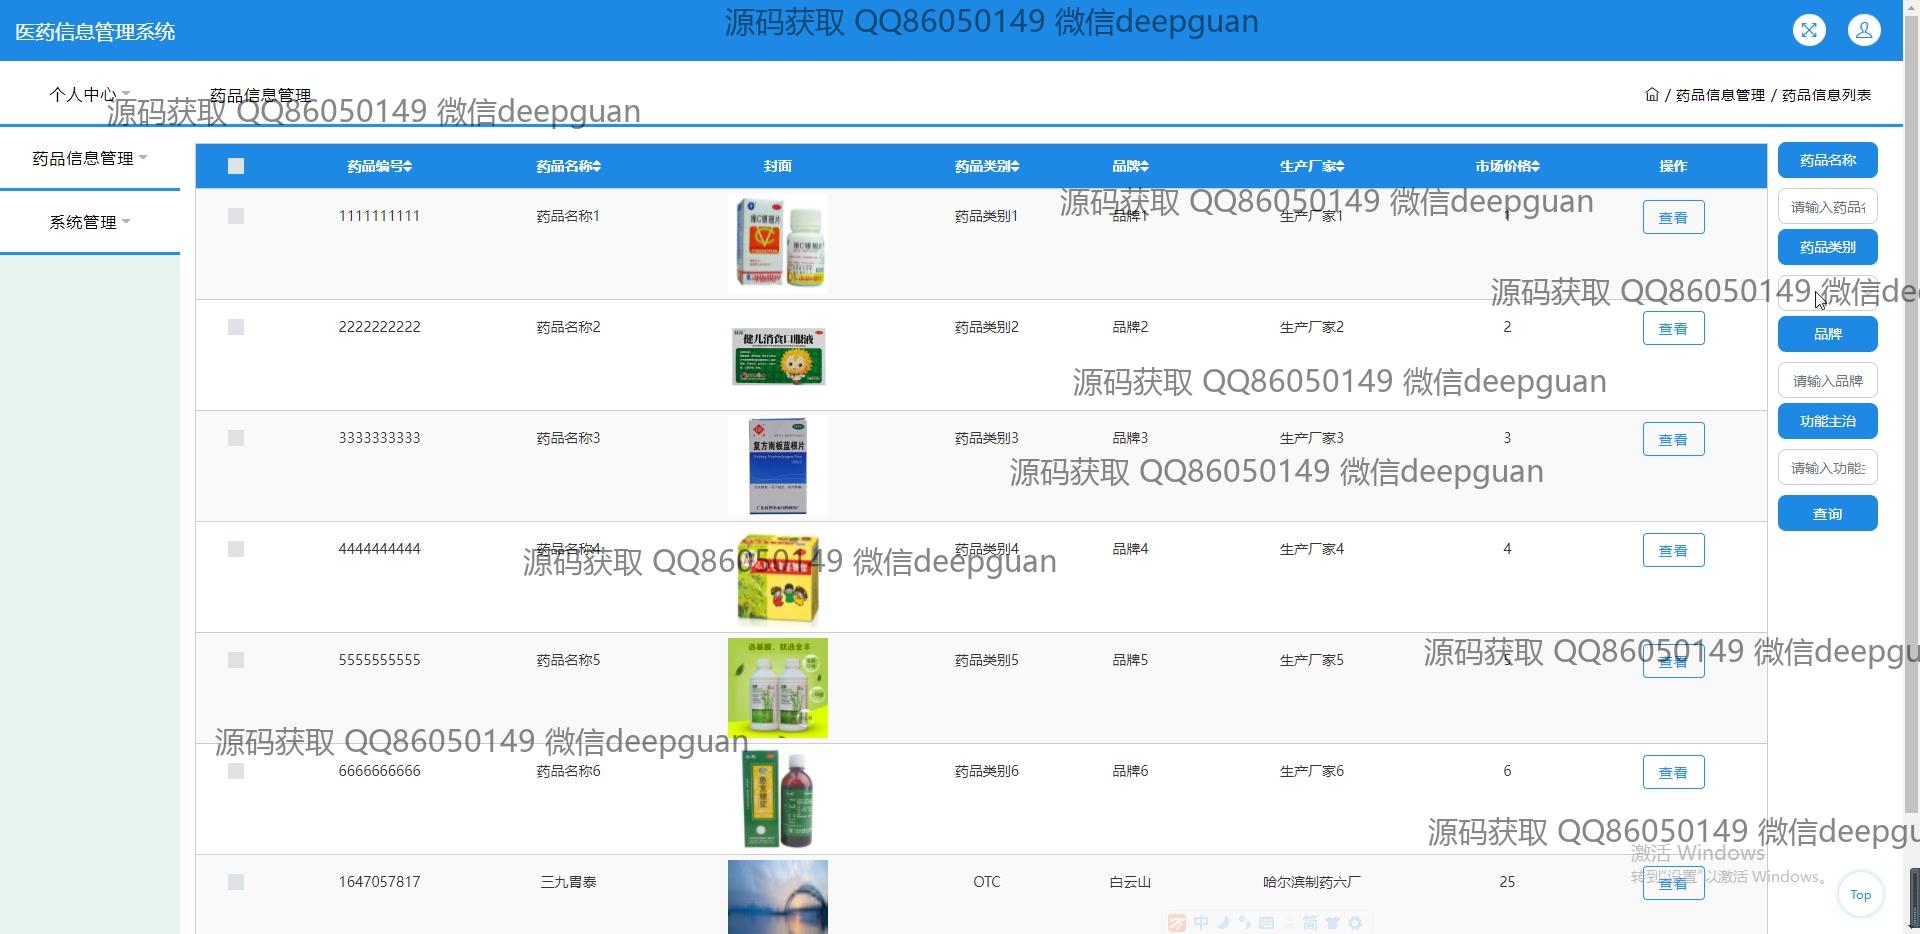 医药信息管理系统
源码获取 QQ86050149 微信deepguan
个人中心
药品信息管理
/ 药品信息管理 / 药品信息列表
源码获取 QQ86050149 微信deepguan
药品信息管理
系统管理
药品编号 药品名称 封面 药品类别 品牌 生产厂家 市场价格 操作
药品名称
1111111111 药品名称1 药品类别1 品牌1 生产厂家1 1 查看
源码获取 QQ86050149 微信deepguan
请输入药品名
药品类别
源码获取 QQ86050149 微信dee
2222222222 药品名称2 健儿消食口服液 药品类别2 品牌2 生产厂家2 2 查看
品牌
请输入品牌
源码获取 QQ86050149 微信deepguan
3333333333 药品名称3 复方南板蓝根片 药品类别3 品牌3 生产厂家3 3 查看
功能主治
请输入功能
源码获取 QQ86050149 微信deepguan
查询
4444444444 药品名称4 药品类别4 品牌4 生产厂家4 4 查看
源码获取 QQ86050149 微信deepguan
5555555555 药品名称5 药品类别5 品牌5 生产厂家5 5 查看
源码获取 QQ86050149 微信deepgu
源码获取 QQ86050149 微信deepguan
6666666666 药品名称6 急支糖浆 药品类别6 品牌6 生产厂家6 6 查看
源码获取 QQ86050149 微信deepgu
激活 Windows
转到"设置"以激活 Windows。
1647057817 三九胃泰 OTC 白云山 哈尔滨制药六厂 25 查看
Top
中 简